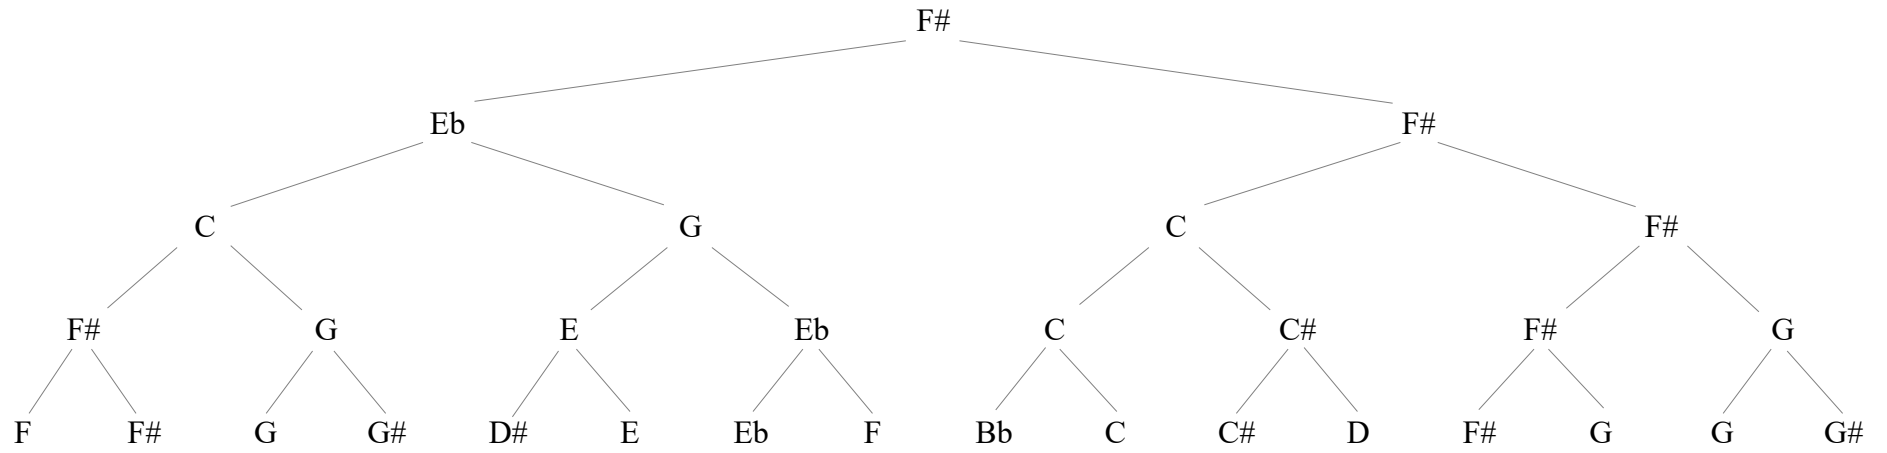 F#
Eb F#
C G C F#
F# G E Eb C C# F# G
F F# G G# D# E Eb F Bb C C# D F# G G G#